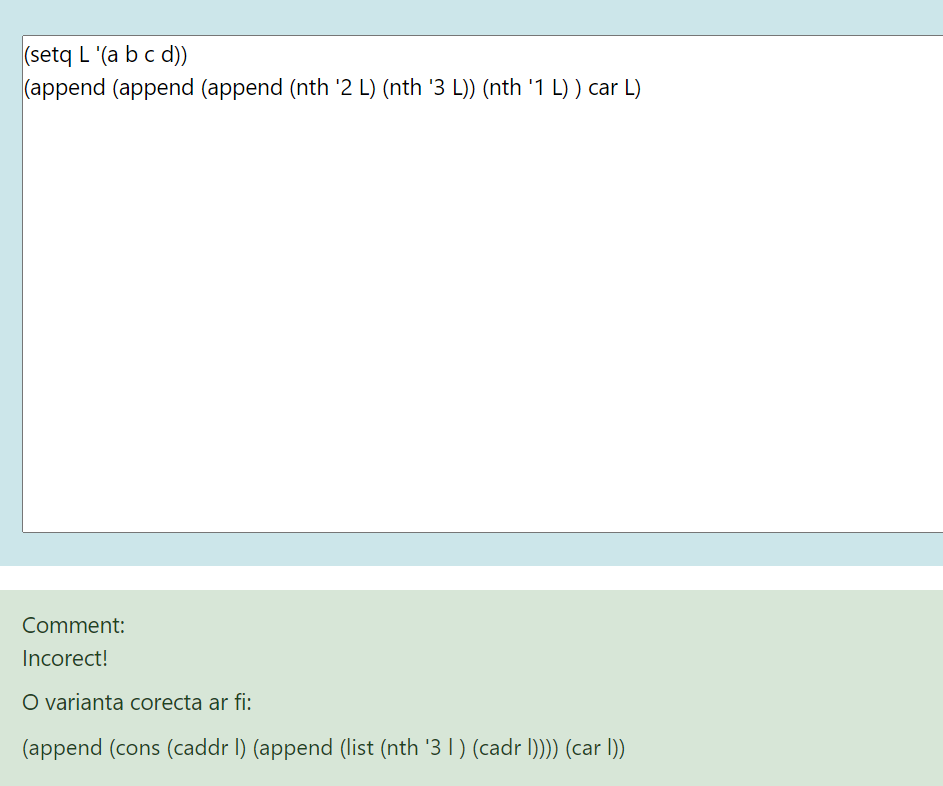 (setq L '(a b c d))
(append (append (append (nth '2 L) (nth '3 L)) (nth '1 L) ) car L)
Comment:
Incorect!
O varianta corecta ar fi:
(append (cons (caddr l) (append (list (nth '3 l ) (cadr l)))) (car l))